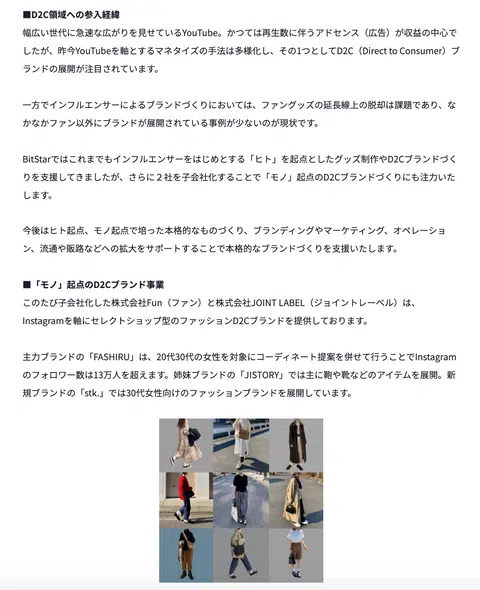 ■D2C領域への参入経緯
幅広い世代に急速な広がりを見せているYouTube。かつては再生数に伴うアドセンス（広告）が収益の中心で
したが、昨今YouTubeを軸とするマネタイズの手法は多様化し、その1つとしてD2C（Direct to Consumer）ブ
ランドの展開が注目されています。
一方でインフルエンサーによるブランドづくりにおいては、ファングッズの延長線上の脱却は課題であり、な
かなかファン以外にブランドが展開されている事例が少ないのが現状です。
BitStarではこれまでもインフルエンサーをはじめとする「ヒト」を起点としたグッズ制作やD2Cブランドづく
りを支援してきましたが、さらに２社を子会社化することで「モノ」起点のD2Cブランドづくりにも注力いた
します。
今後はヒト起点、モノ起点で培った本格的なものづくり、ブランディングやマーケティング、オペレーショ
ン、流通や販路などへの拡大をサポートすることで本格的なブランドづくりを支援いたします。
■「モノ」起点のD2Cブランド事業
このたび子会社化した株式会社Fun（ファン）と株式会社JOINT LABEL（ジョイントレーベル）は、
Instagramを軸にセレクトショップ型のファッションD2Cブランドを提供しております。
主力ブランドの「FASHIRU」は、20代30代の女性を対象にコーディネート提案を併せて行うことでInstagram
のフォロワー数は13万人を超えます。姉妹ブランドの「JISTORY」では主に鞄や靴などのアイテムを展開。新
規ブランドの「stk.」では30代女性向けのファッションブランドを展開しています。